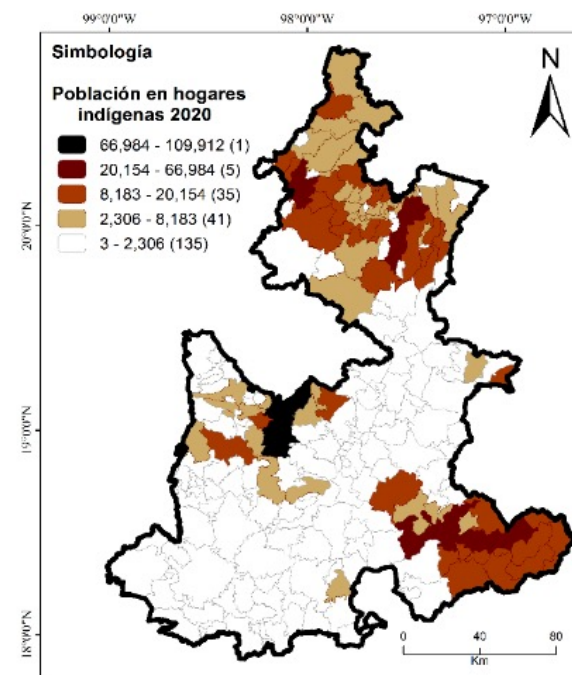 99°0'0"W 98°0'0"W 97°0'0"W
Simbología
N
Población en hogares
indígenas 2020
66,984 - 109,912 (1)
20,154 - 66,984 (5)
8,183 - 20,154 (35)
2,306 - 8,183 (41)
3 - 2,306 (135)
20°0'0"N
19°0'0"N
18°0'0"N
0 40 80
Km